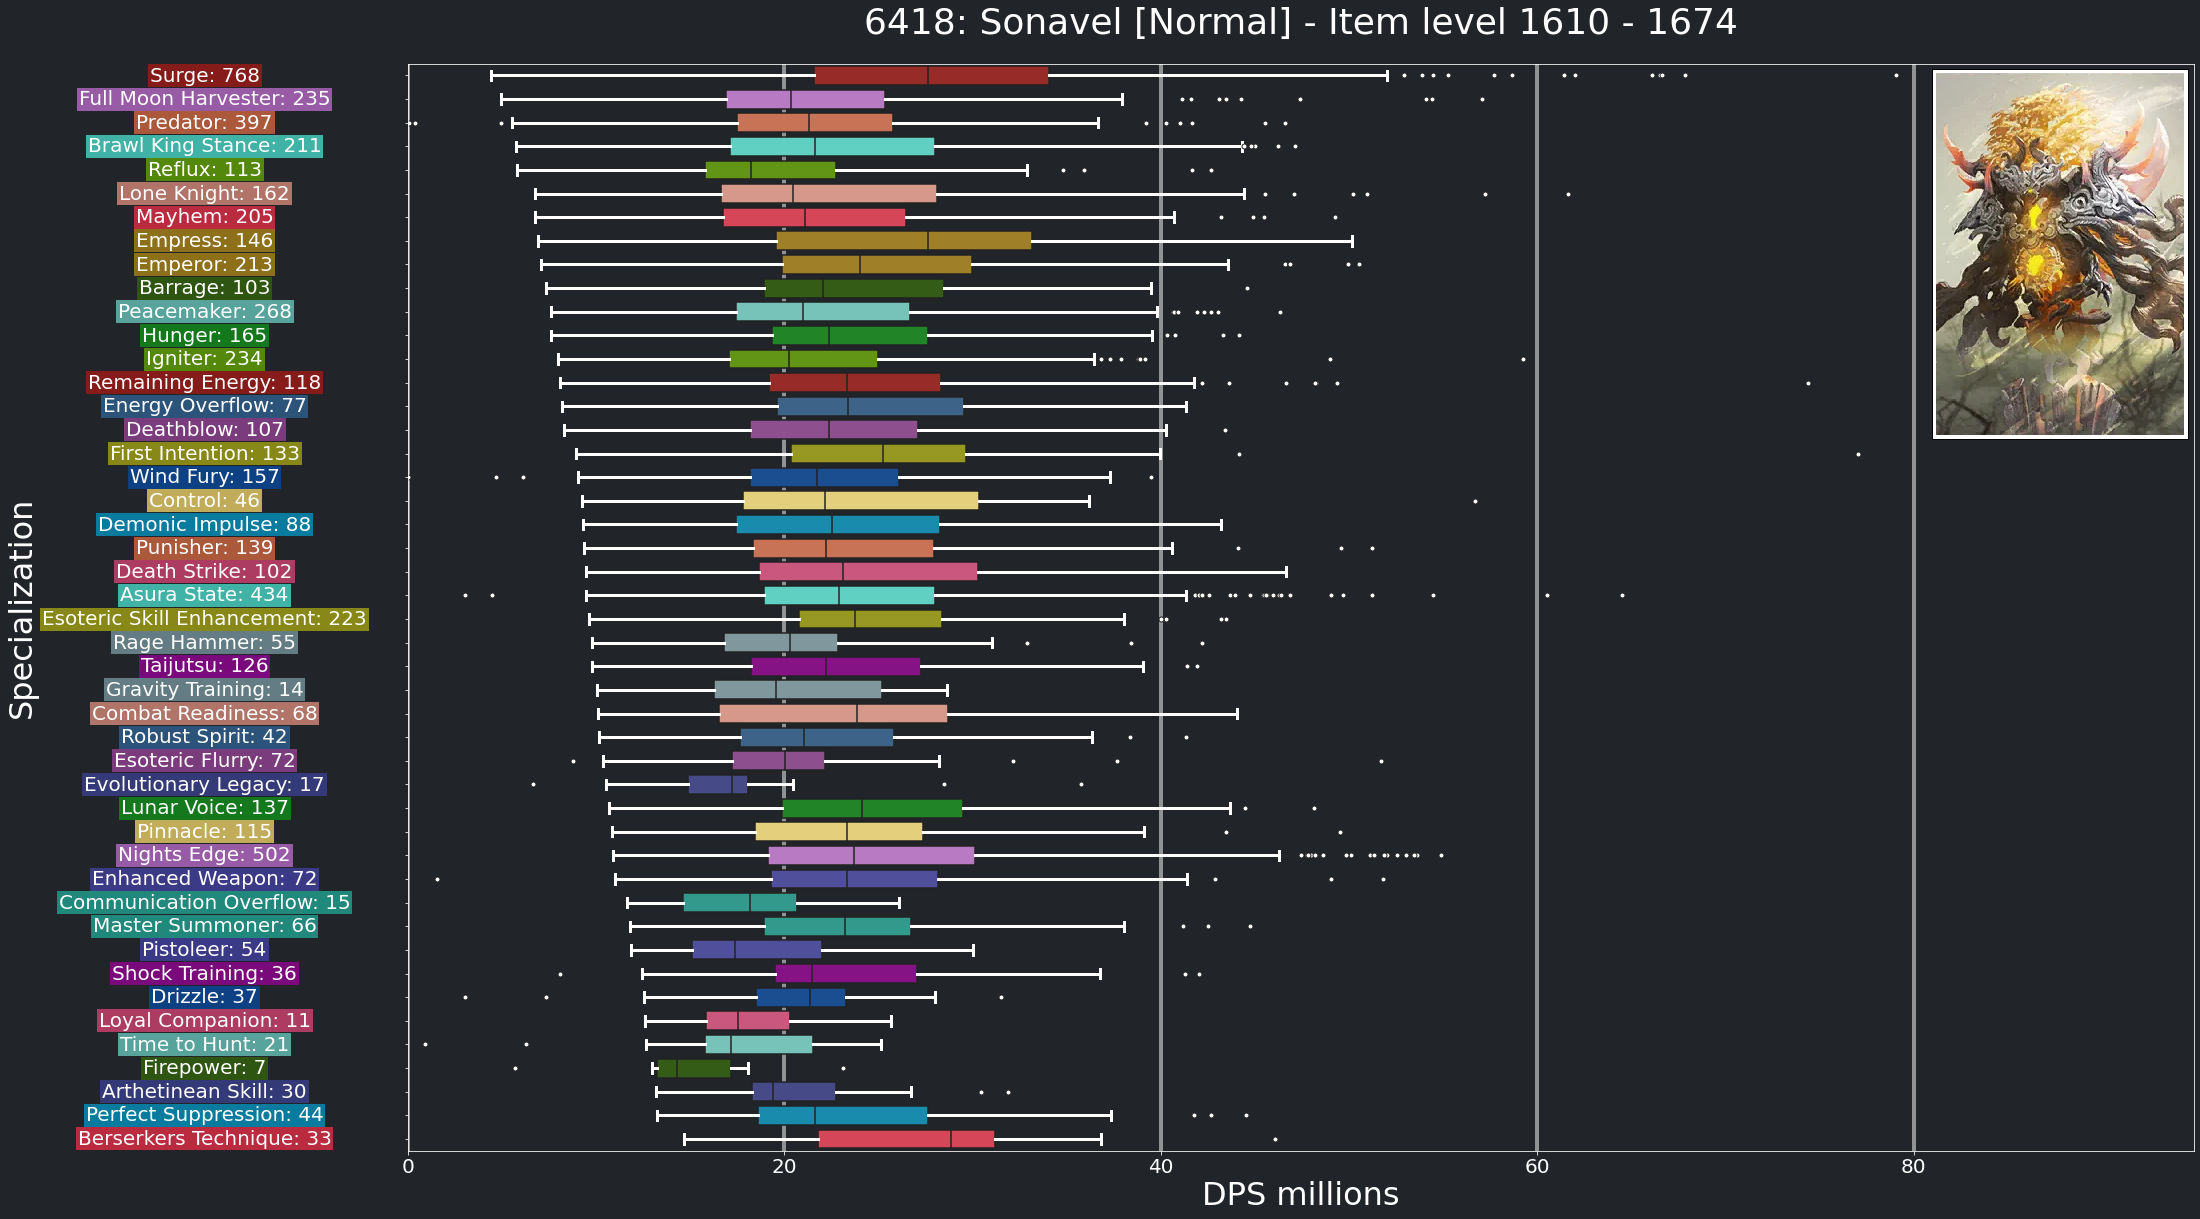 6418: Sonavel [Normal] - Item level 1610 - 1674
Specialization
Surge: 768
Full Moon Harvester: 235
Predator: 397
Brawl King Stance: 211
Reflux: 113
Lone Knight: 162
Mayhem: 205
Empress: 146
Emperor: 213
Barrage: 103
Peacemaker: 268
Hunger: 165
Igniter: 234
Remaining Energy: 118
Energy Overflow: 77
Deathblow: 107
First Intention: 133
Wind Fury: 157
Control: 46
Demonic Impulse: 88
Punisher: 139
Death Strike: 102
Asura State: 434
Esoteric Skill Enhancement: 223
Rage Hammer: 55
Taijutsu: 126
Gravity Training: 14
Combat Readiness: 68
Robust Spirit: 42
Esoteric Flurry: 72
Evolutionary Legacy: 17
Lunar Voice: 137
Pinnacle: 115
Nights Edge: 502
Enhanced Weapon: 72
Communication Overflow: 15
Master Summoner: 66
Pistoleer: 54
Shock Training: 36
Drizzle: 37
Loyal Companion: 11
Time to Hunt: 21
Firepower: 7
Arthetinean Skill: 30
Perfect Suppression: 44
Berserkers Technique: 33
0 20 40 60 80
DPS millions